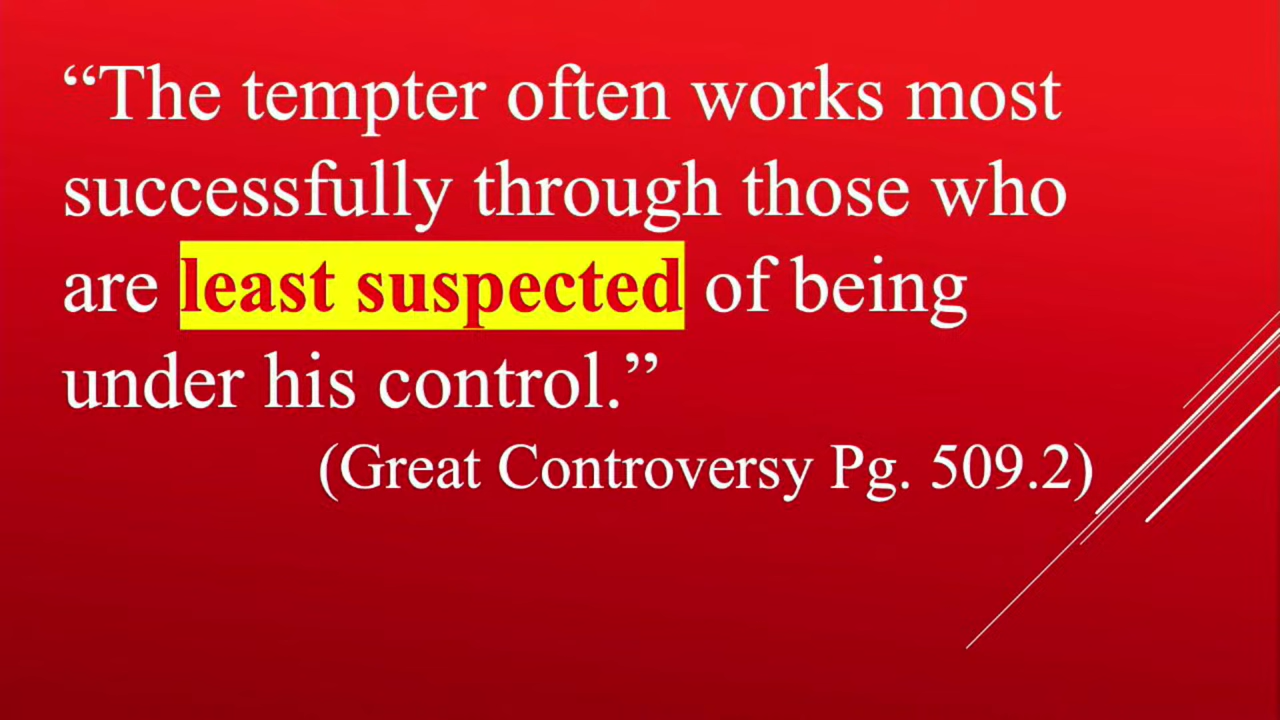 “The tempter often works most
successfully through those who
are least suspected of being
under his control.”
(Great Controversy Pg. 509.2)